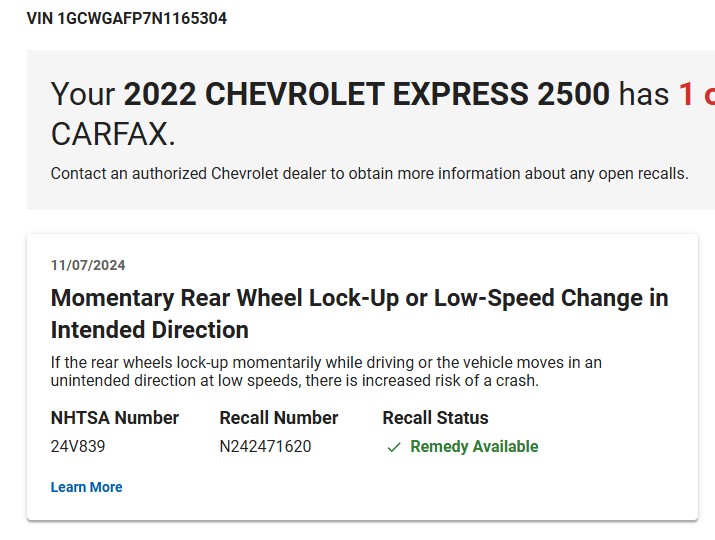 VIN 1GCWGAFP7N1165304
Your 2022 CHEVROLET EXPRESS 2500 has 1
CARFAX.
Contact an authorized Chevrolet dealer to obtain more information about any open recalls.
11/07/2024
Momentary Rear Wheel Lock-Up or Low-Speed Change in
Intended Direction
If the rear wheels lock-up momentarily while driving or the vehicle moves in an
unintended direction at low speeds, there is increased risk of a crash.
NHTSA Number Recall Number Recall Status
24V839 N242471620 Remedy Available
Learn More